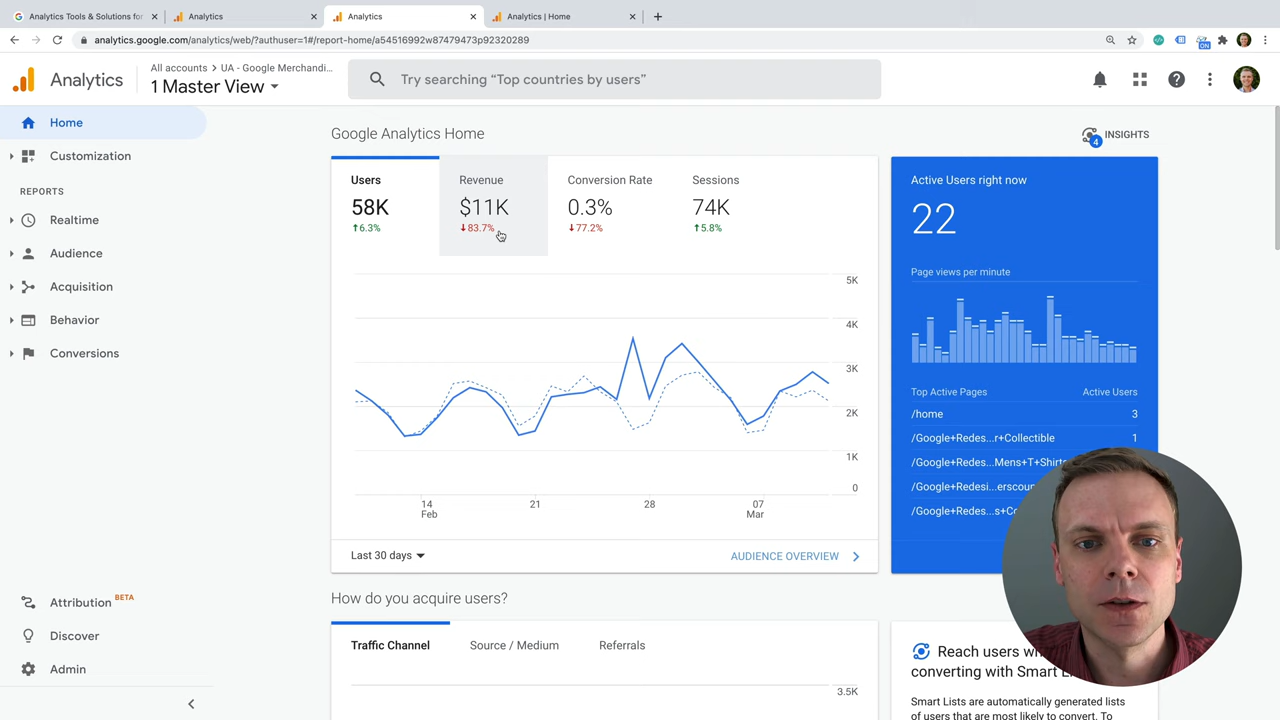 Analytics Tools & Solutions for
Analytics
Analytics
Analytics | Home
analytics.google.com/analytics/web/?authuser=1#/report-home/a54516992w87479473p92320289
ON
Analytics
All accounts > UA - Google Merchandi...
1 Master View
Try searching “Top countries by users”
Home
Customization
REPORTS
Realtime
Audience
Acquisition
Behavior
Conversions
Attribution BETA
Discover
Admin
Google Analytics Home
4
INSIGHTS
Users
58K
6.3%
Revenue
$11K
83.7%
Conversion Rate
0.3%
77.2%
Sessions
74K
5.8%
5K
4K
3K
2K
1K
0
14
Feb
21
28
07
Mar
Last 30 days
AUDIENCE OVERVIEW
Active Users right now
22
Page views per minute
Top Active Pages
Active Users
/home
3
/Google+Redes...r+Collectible
1
/Google+Redes...Mens+T+Shirt
/Google+Redesi...erscou
/Google+Redes...s+C
How do you acquire users?
Traffic Channel
Source / Medium
Referrals
3.5K
Reach users w
converting with Smart Li
Smart Lists are automatically generated lists
of users that are most likely to convert. To